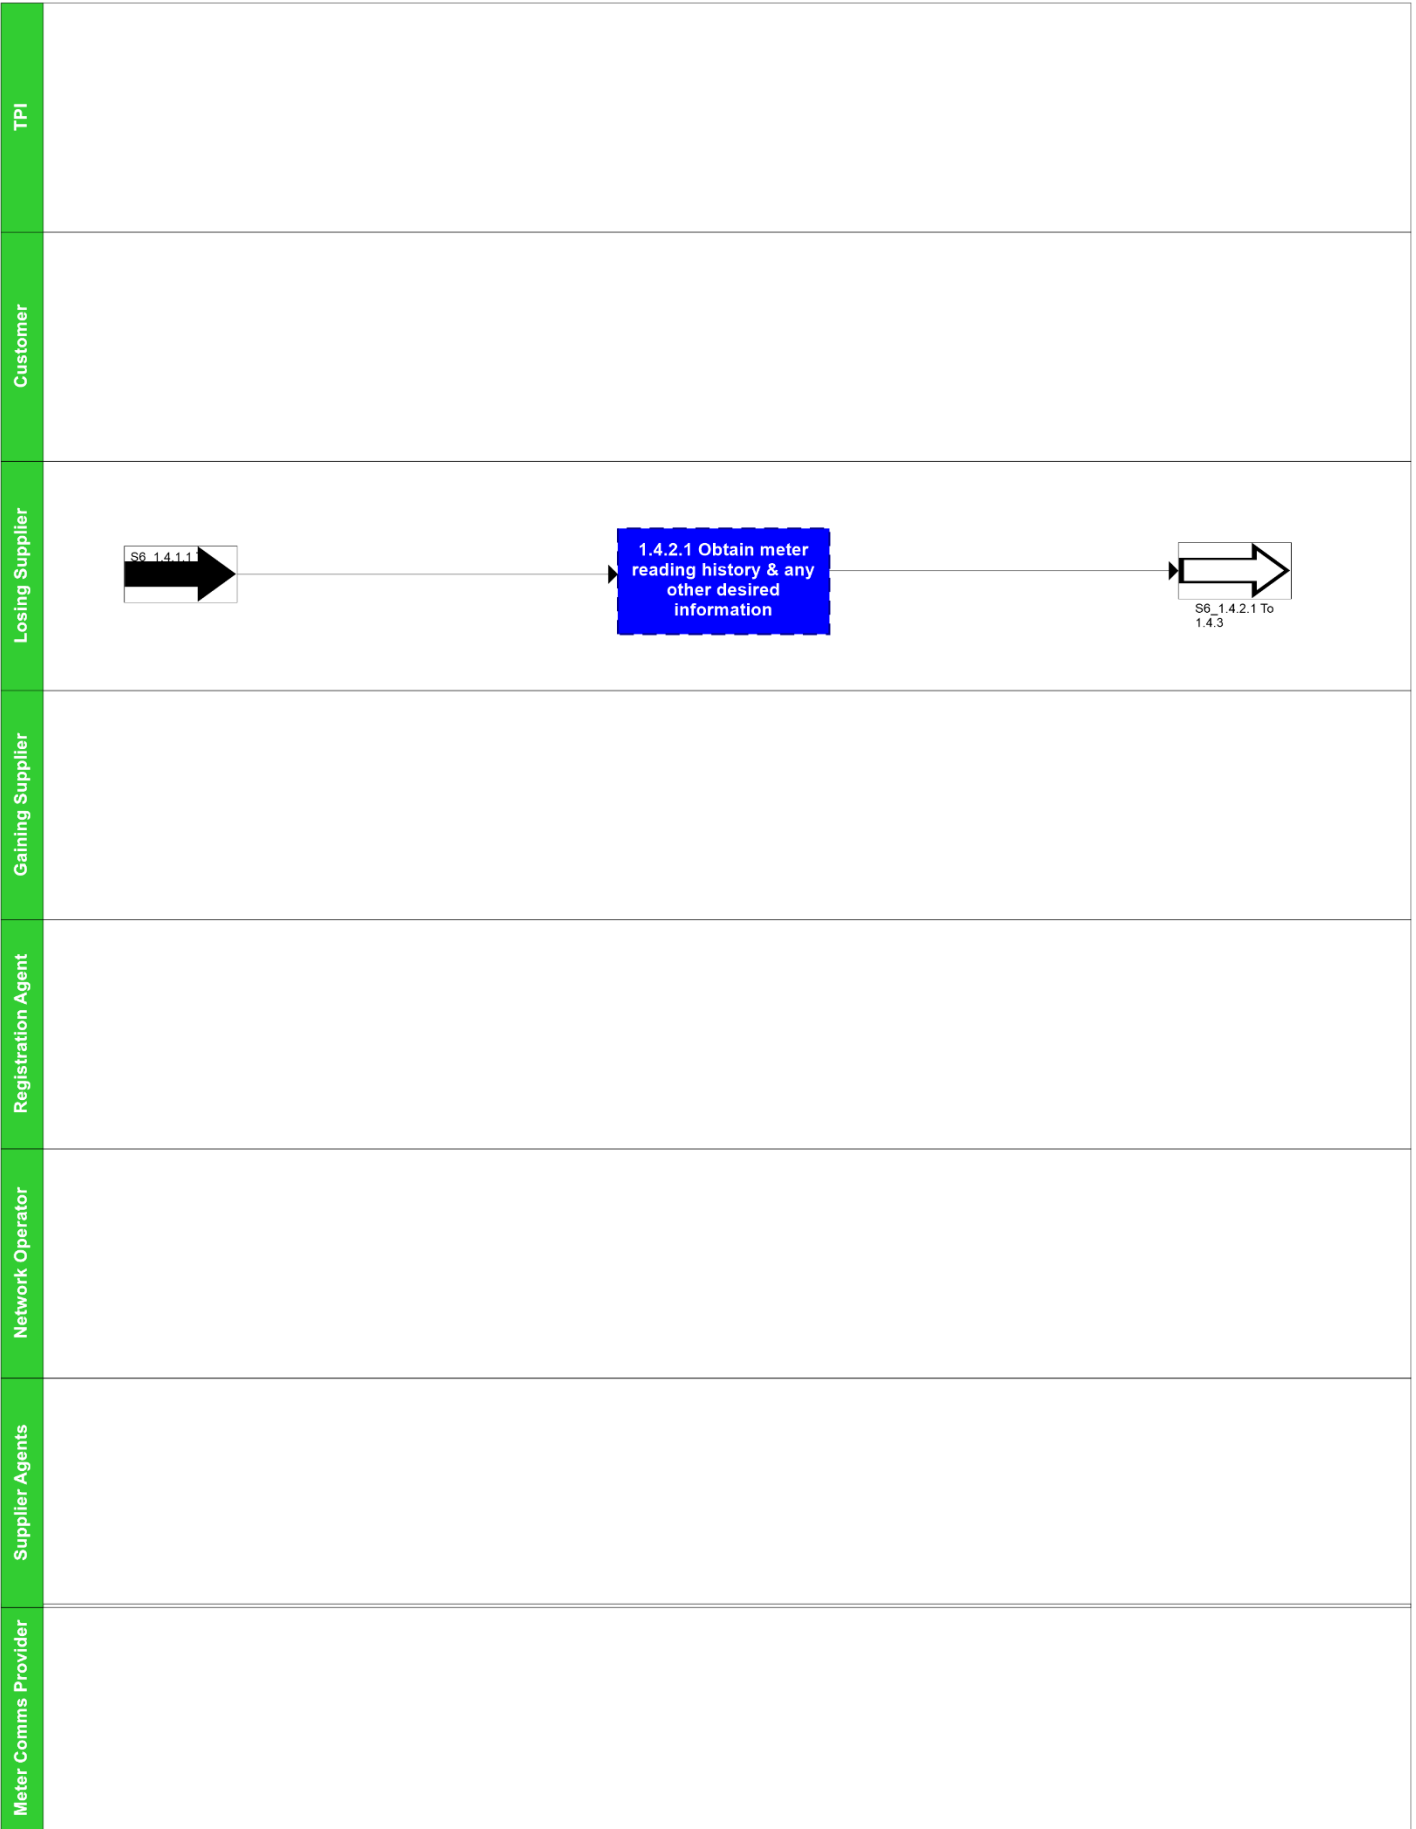 TPI
Customer
Losing Supplier
S6_1.4.1.1
1.4.2.1 Obtain meter
reading history & any
other desired
information
S6_1.4.2.1 To
1.4.3
Gaining Supplier
Registration Agent
Network Operator
Supplier Agents
Meter Comms Provider